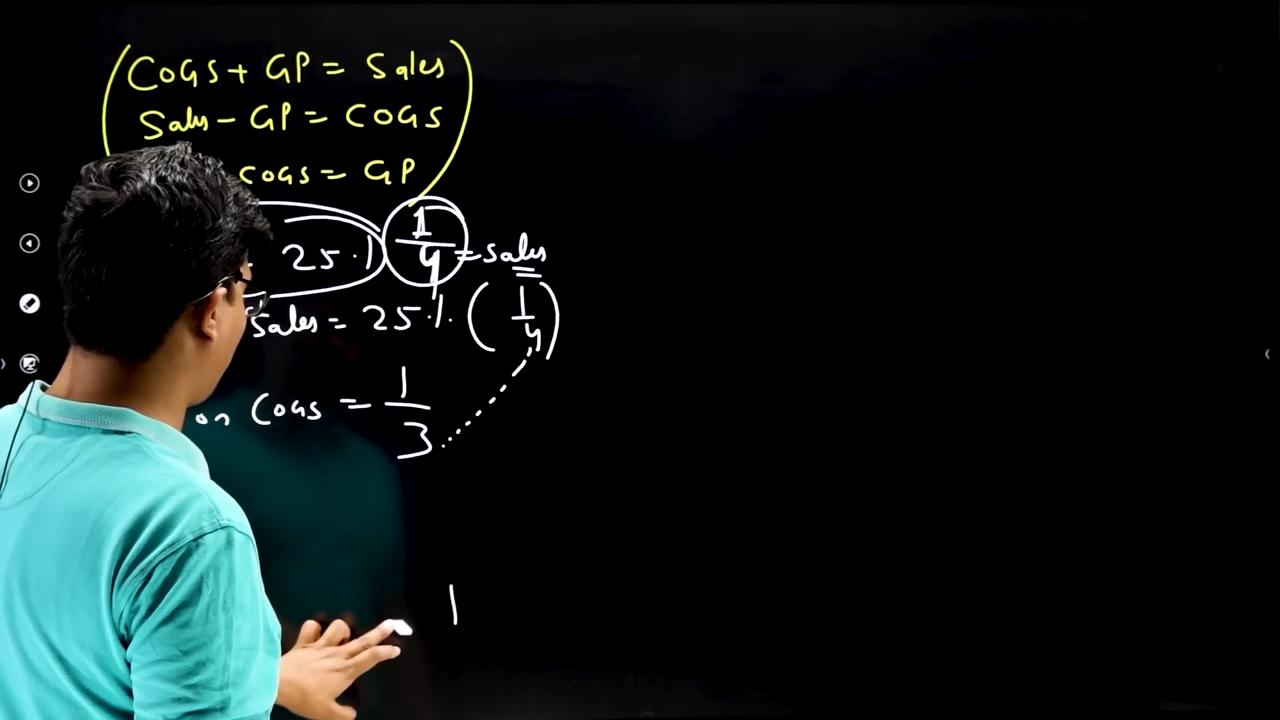 COGS + GP = Sales
Sales - GP = COGS
COGS = GP
25% 1/4 = Sales
Sales = 25% (1/4)
on COGS = 1/3
1